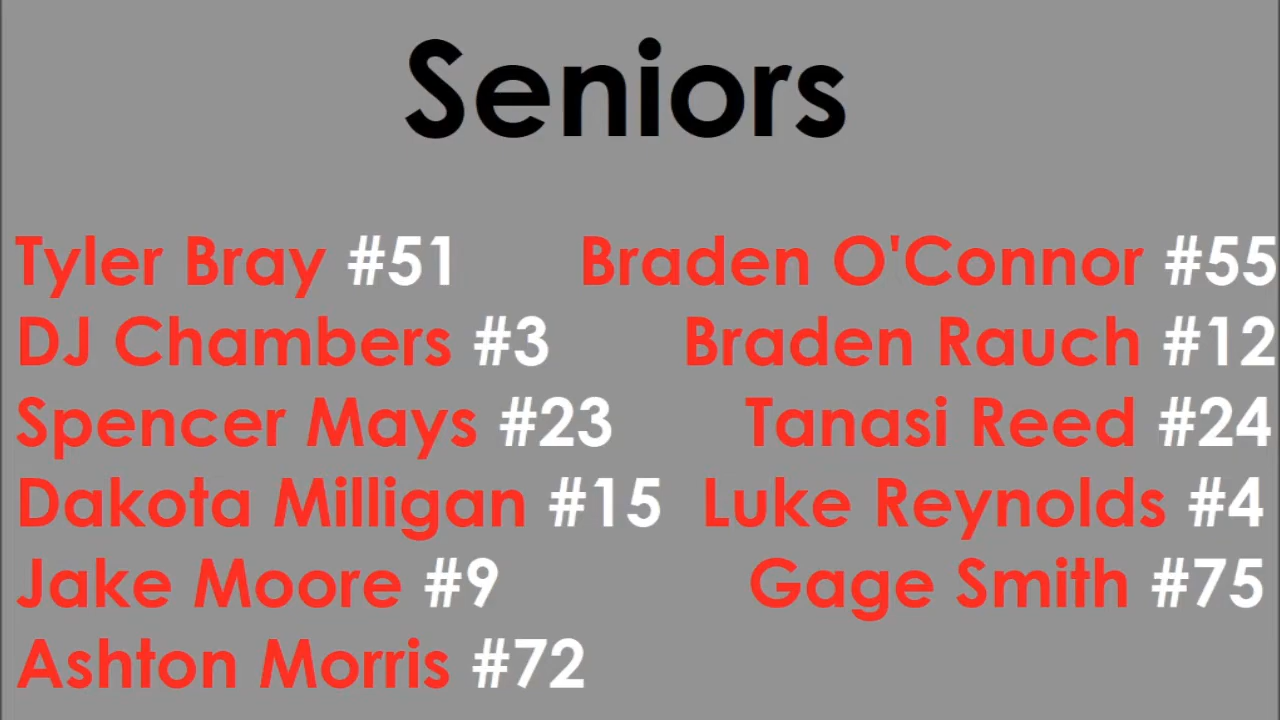 Seniors
Tyler Bray #51 Braden O'Connor #55
DJ Chambers #3 Braden Rauch #12
Spencer Mays #23 Tanasi Reed #24
Dakota Milligan #15 Luke Reynolds #4
Jake Moore #9 Gage Smith #75
Ashton Morris #72